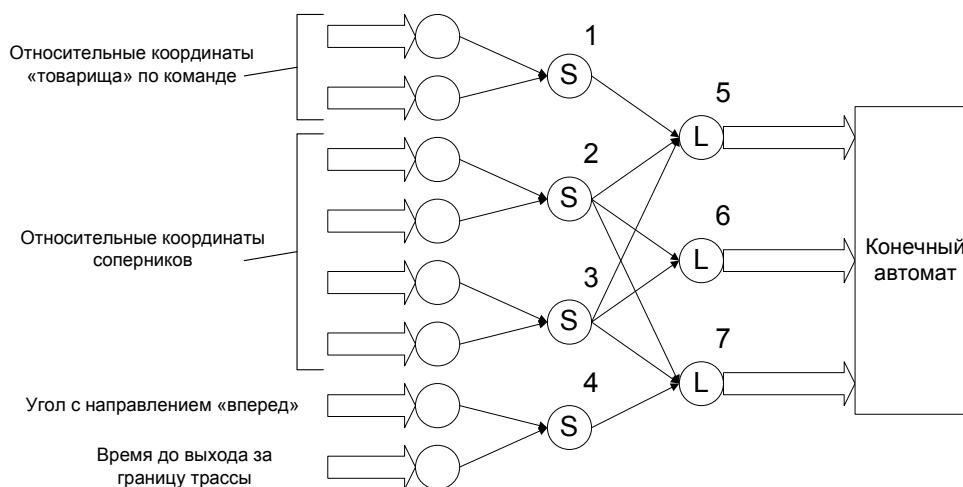 Относительные координаты
«товарища» по команде
Относительные координаты
соперников
Угол с направлением «вперед»
Время до выхода за
границу трассы
1
S
2
S
3
S
4
S
5
L
6
L
7
L
Конечный
автомат